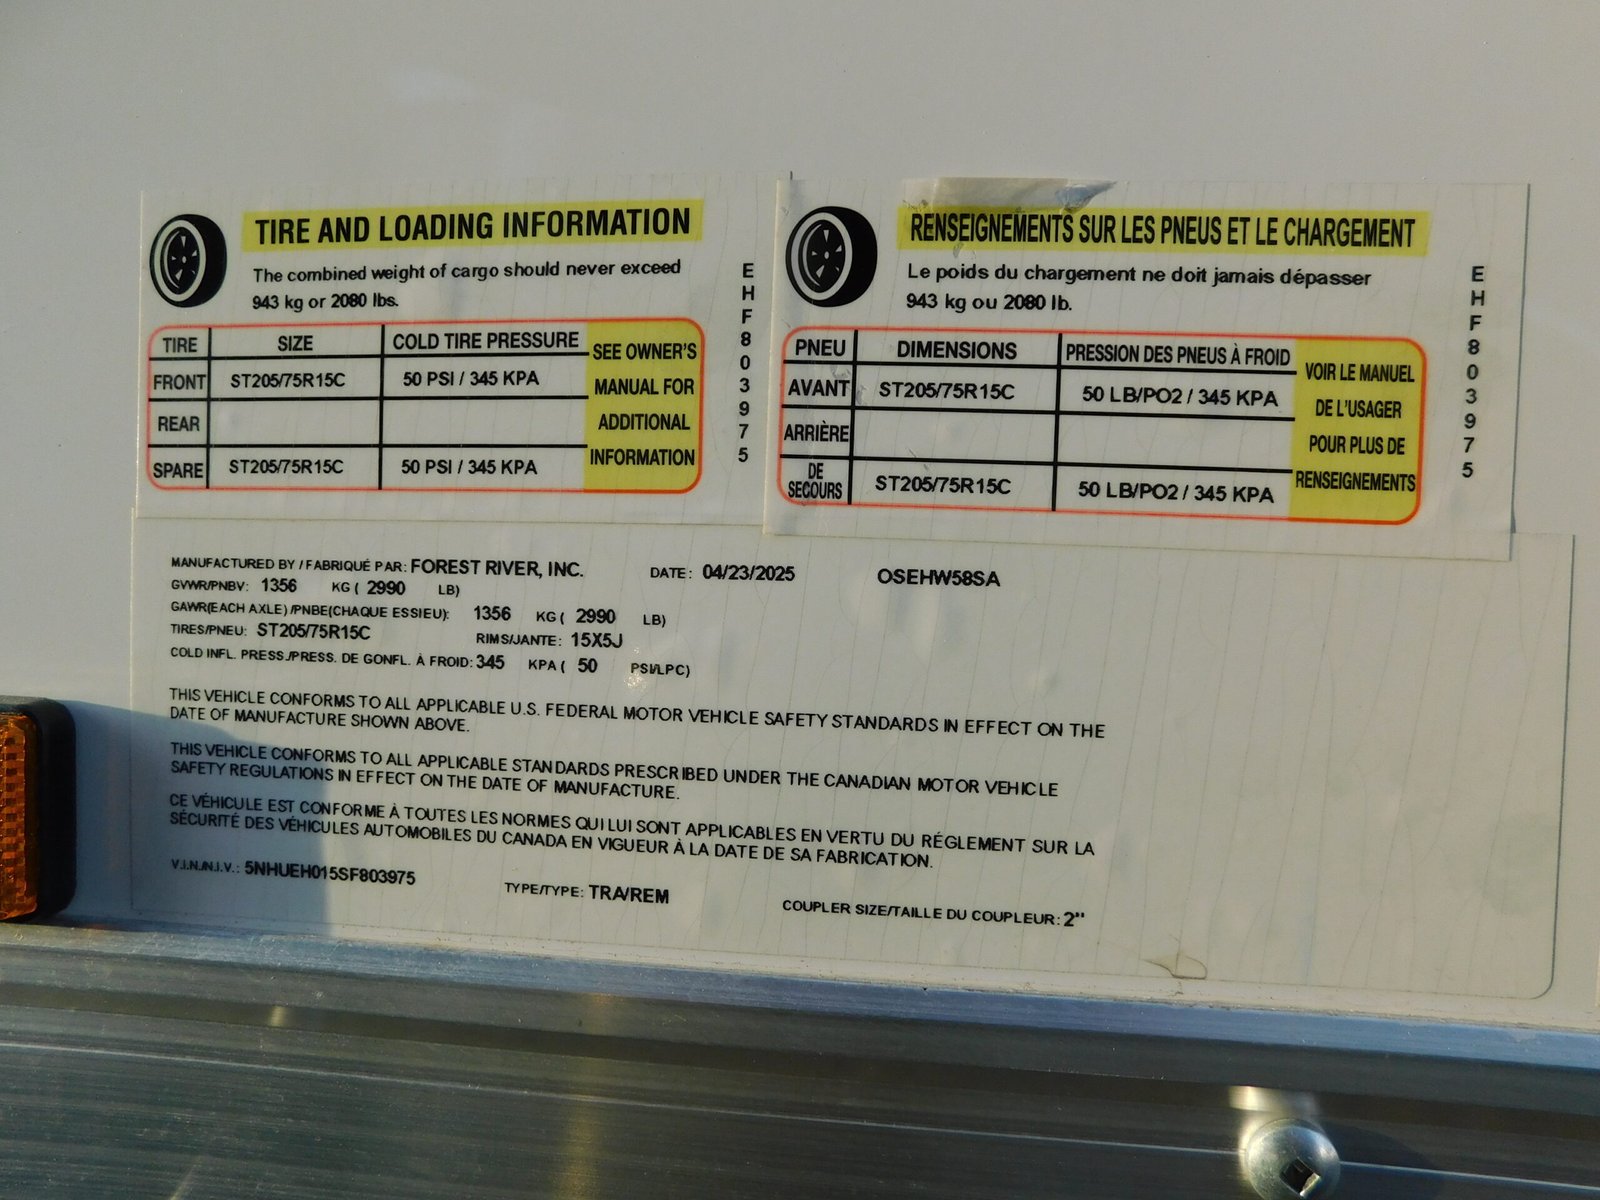 TIRE AND LOADING INFORMATION
The combined weight of cargo should never exceed
943 kg or 2080 lbs.
TIRE SIZE COLD TIRE PRESSURE
FRONT ST205/75R15C 50 PSI / 345 KPA
REAR
SPARE ST205/75R15C 50 PSI / 345 KPA
SEE OWNER'S
MANUAL FOR
ADDITIONAL
INFORMATION
EHF803975
RENSEIGNEMENTS SUR LES PNEUS ET LE CHARGEMENT
Le poids du chargement ne doit jamais dépasser
943 kg ou 2080 lb.
PNEU DIMENSIONS PRESSION DES PNEUS À FROID
AVANT ST205/75R15C 50 LB/PO2 / 345 KPA
ARRIÈRE
DE
SECOURS ST205/75R15C 50 LB/PO2 / 345 KPA
VOIR LE MANUEL
DE L'USAGER
POUR PLUS DE
RENSEIGNEMENTS
EHF803975
MANUFACTURED BY / FABRIQUÉ PAR: FOREST RIVER, INC. DATE: 04/23/2025 OSEHW58SA
GVWR/PNBV: 1356 KG ( 2990 LB)
GAWR(EACH AXLE) /PNBE(CHAQUE ESSIEU): 1356 KG ( 2990 LB)
TIRES/PNEU: ST205/75R15C RIMS/JANTE: 15X5J
COLD INFL. PRESS./PRESS. DE GONFL. À FROID: 345 KPA ( 50 PSI/LPC)
THIS VEHICLE CONFORMS TO ALL APPLICABLE U.S. FEDERAL MOTOR VEHICLE SAFETY STANDARDS IN EFFECT ON THE
DATE OF MANUFACTURE SHOWN ABOVE.
THIS VEHICLE CONFORMS TO ALL APPLICABLE STANDARDS PRESCRIBED UNDER THE CANADIAN MOTOR VEHICLE
SAFETY REGULATIONS IN EFFECT ON THE DATE OF MANUFACTURE.
CE VÉHICULE EST CONFORME À TOUTES LES NORMES QUI LUI SONT APPLICABLES EN VERTU DU RÉGLEMENT SUR LA
SÉCURITÉ DES VÉHICULES AUTOMOBILES DU CANADA EN VIGUEUR À LA DATE DE SA FABRICATION.
V.I.N./N.I.V.: 5NHUEH015SF803975 TYPE/TYPE: TRA/REM COUPLER SIZE/TAILLE DU COUPLEUR: 2"